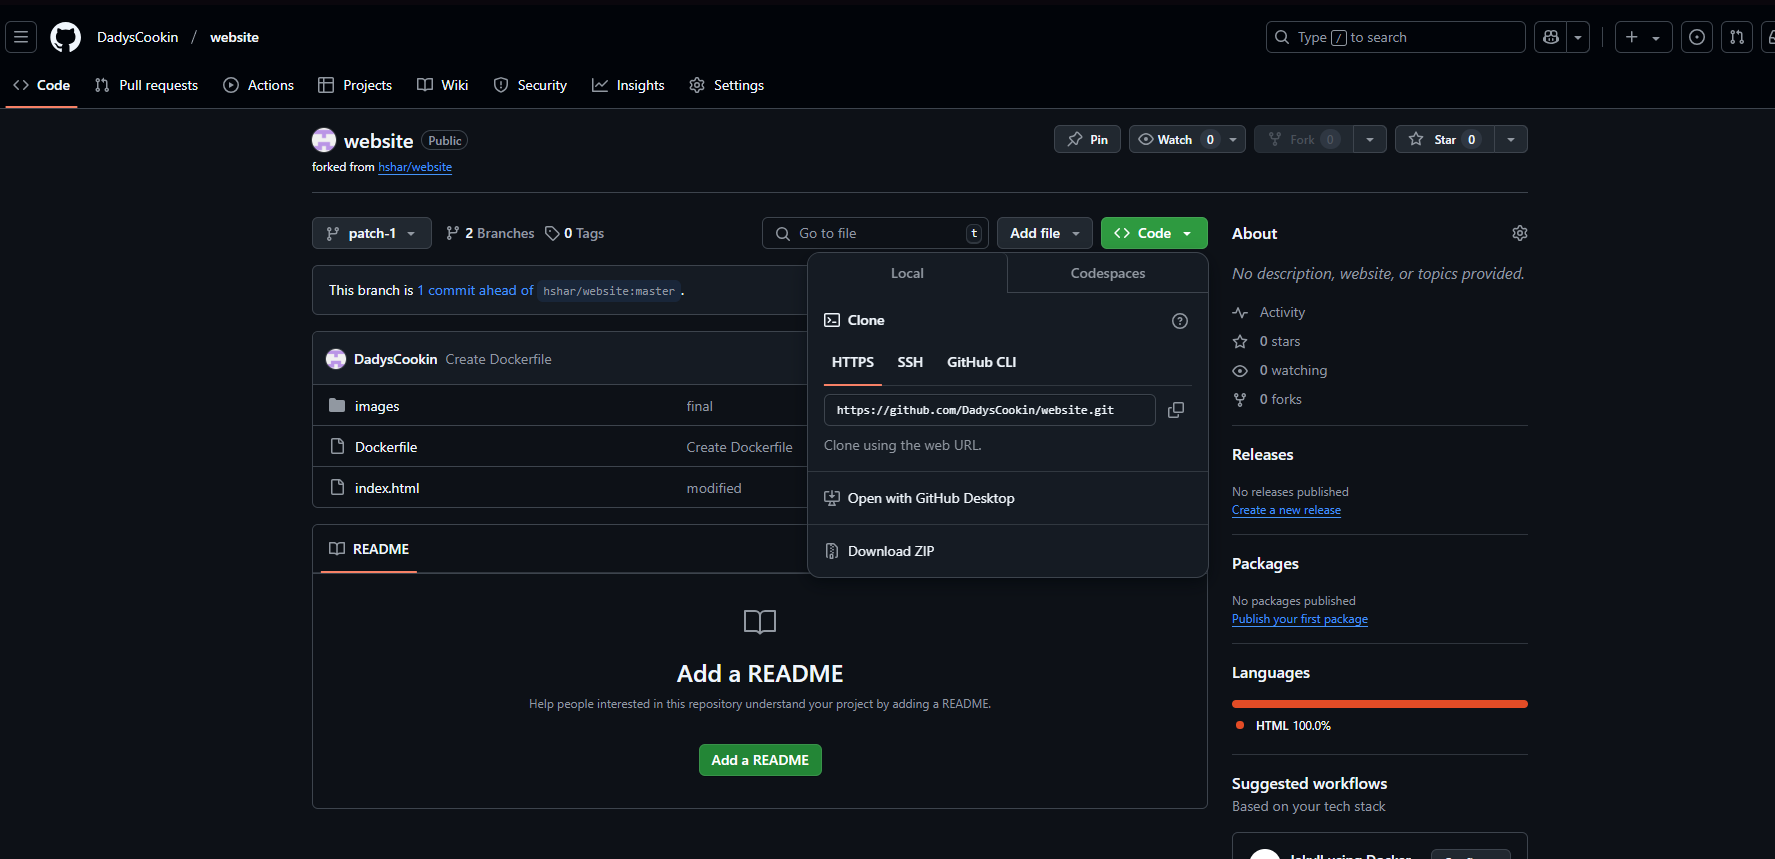 DadysCookin / website
Type / to search
Code Pull requests Actions Projects Wiki Security Insights Settings
website Public
Pin Watch 0 Fork 0 Star 0
forked from hshar/website
patch-1 2 Branches 0 Tags
Go to file t Add file Code
This branch is 1 commit ahead of hshar/website:master .
DadysCookin Create Dockerfile
images final
Dockerfile Create Dockerfile
index.html modified
Local Codespaces
Clone
HTTPS SSH GitHub CLI
https://github.com/DadysCookin/website.git
Clone using the web URL.
Open with GitHub Desktop
Download ZIP
README
Add a README
Help people interested in this repository understand your project by adding a README.
Add a README
About
No description, website, or topics provided.
Activity
0 stars
0 watching
0 forks
Releases
No releases published
Create a new release
Packages
No packages published
Publish your first package
Languages
HTML 100.0%
Suggested workflows
Based on your tech stack
Jekyll using Docker